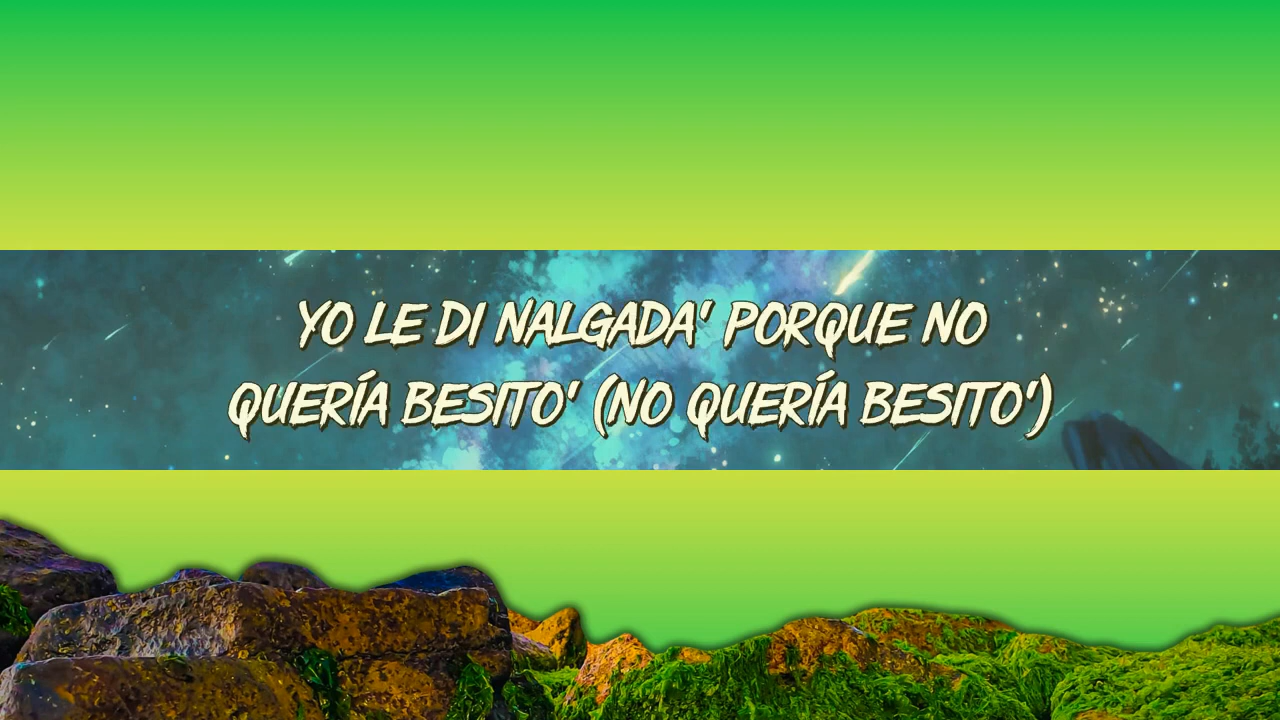 YO LE DI NALGADA' PORQUE NO
QUERÍA BESITO' (NO QUERÍA BESITO')